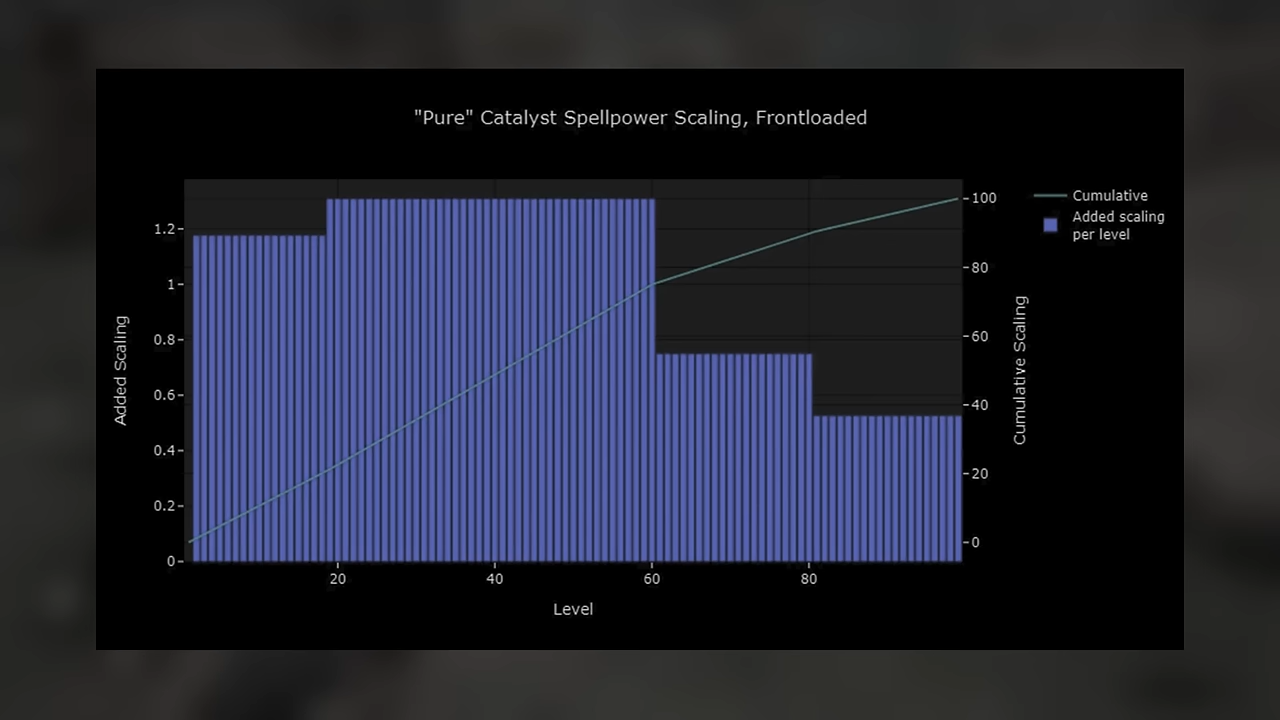 "Pure" Catalyst Spellpower Scaling, Frontloaded
Cumulative
Added scaling
per level
1.2
1
0.8
0.6
0.4
0.2
0
Added Scaling
100
80
60
40
20
0
Cumulative Scaling
20
40
60
80
Level